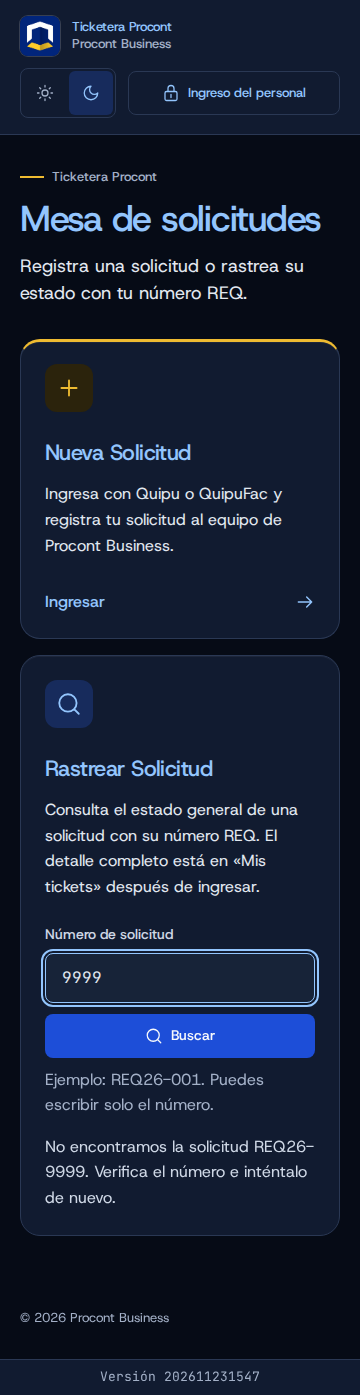 Ticketera Procont
Procont Business
Ingreso del personal
Ticketera Procont
Mesa de solicitudes
Registra una solicitud o rastrea su
estado con tu número REQ.
Nueva Solicitud
Ingresa con Quipu o QuipuFac y
registra tu solicitud al equipo de
Procont Business.
Ingresar
Rastrear Solicitud
Consulta el estado general de una
solicitud con su número REQ. El
detalle completo está en «Mis
tickets» después de ingresar.
Número de solicitud
9999
Buscar
Ejemplo: REQ26-001. Puedes
escribir solo el número.
No encontramos la solicitud REQ26-
9999. Verifica el número e inténtalo
de nuevo.
© 2026 Procont Business
Versión 202611231547